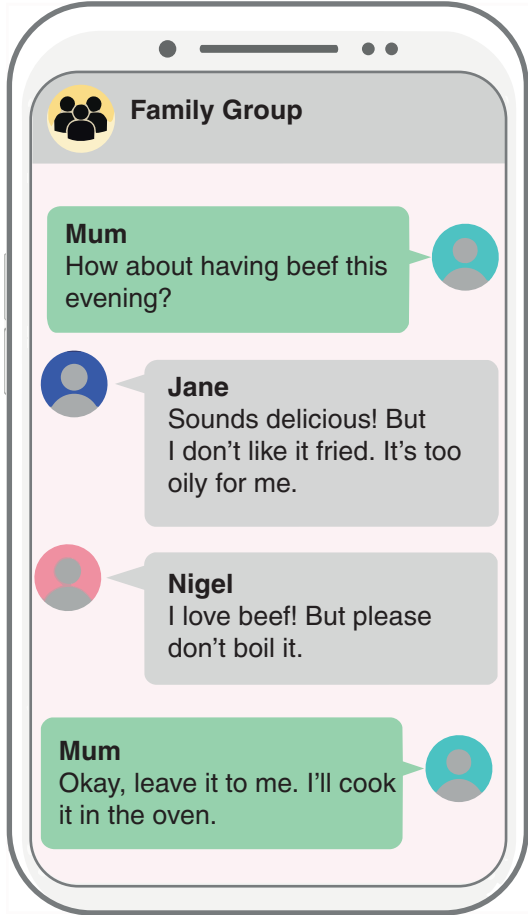 Family Group
Mum
How about having beef this
evening?
Jane
Sounds delicious! But
I don’t like it fried. It’s too
oily for me.
Nigel
I love beef! But please
don’t boil it.
Mum
Okay, leave it to me. I’ll cook
it in the oven.